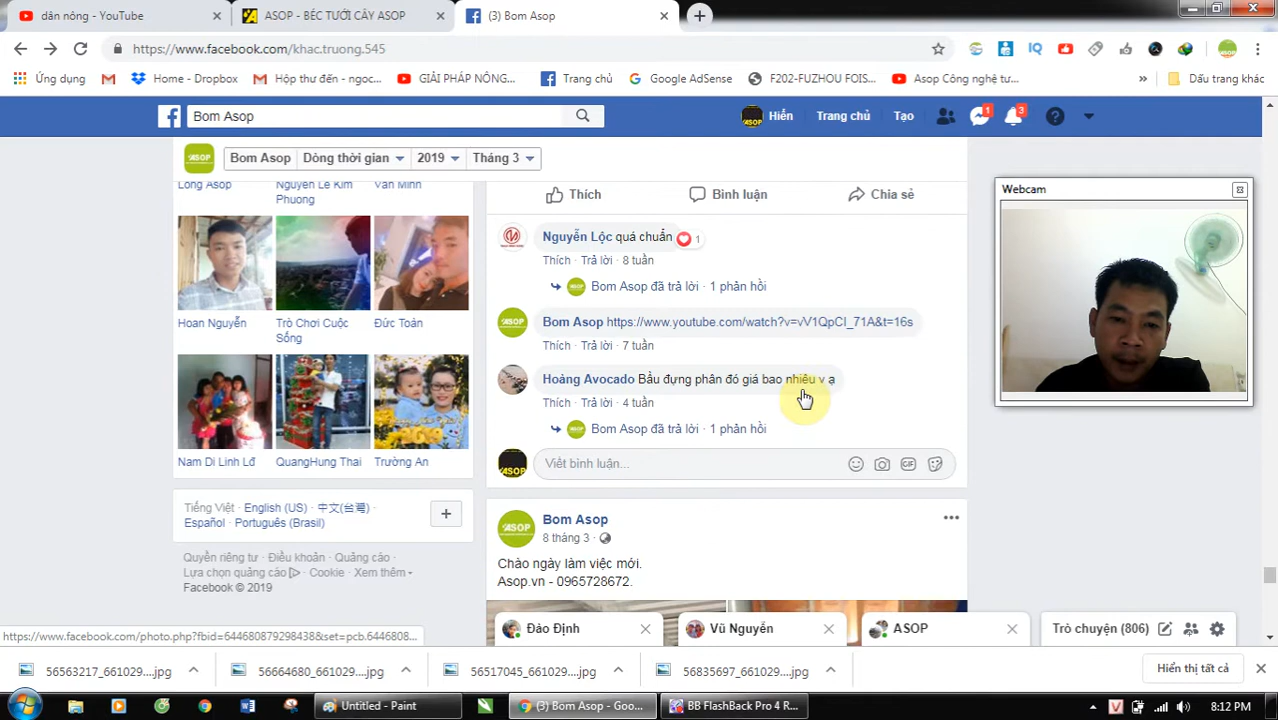 dân nông - YouTube
ASOP - BÉC TƯỚI CÂY ASOP
(3) Bom Asop
https://www.facebook.com/khac.truong.545
Ứng dụng
Home - Dropbox
Hộp thư đến - ngoc...
GIẢI PHÁP NÔNG...
Trang chủ
Google AdSense
F202-FUZHOU FOIS...
Asop Công nghệ tư...
»
Dấu trang khác
Bom Asop
Hiến
Trang chủ
Tạo
1
3
ASOP
Bom Asop
Dòng thời gian
2019
Tháng 3
Long Asop
Nguyen Le Kim Phuong
Văn Minh
Hoan Nguyễn
Trò Chơi Cuộc Sống
Đức Toàn
Nam Di Linh Lđ
QuangHung Thai
Trường An
Tiếng Việt · English (US) · 中文(台灣) ·
Español · Português (Brasil)
Quyền riêng tư · Điều khoản · Quảng cáo ·
Lựa chọn quảng cáo · Cookie · Xem thêm
Facebook © 2019
Thích
Bình luận
Chia sẻ
Nguyễn Lộc quá chuẩn
1
Thích · Trả lời · 8 tuần
Bom Asop đã trả lời · 1 phản hồi
Bom Asop https://www.youtube.com/watch?v=vV1QpCI_71A&t=16s
Thích · Trả lời · 7 tuần
Hoàng Avocado Bầu đựng phân đó giá bao nhiêu v ạ
Thích · Trả lời · 4 tuần
Bom Asop đã trả lời · 1 phản hồi
Viết bình luận...
GIF
Bom Asop
8 tháng 3
Chào ngày làm việc mới.
Asop.vn - 0965728672.
Webcam
Đào Định
Vũ Nguyễn
ASOP
Trò chuyện (806)
https://www.facebook.com/photo.php?fbid=644680879298438&set=pcb.6446808...
56563217_661029....jpg
56664680_661029....jpg
56517045_661029....jpg
56835697_661029....jpg
Hiển thị tất cả
Untitled - Paint
(3) Bom Asop - Goo...
BB FlashBack Pro 4 R...
V
8:12 PM